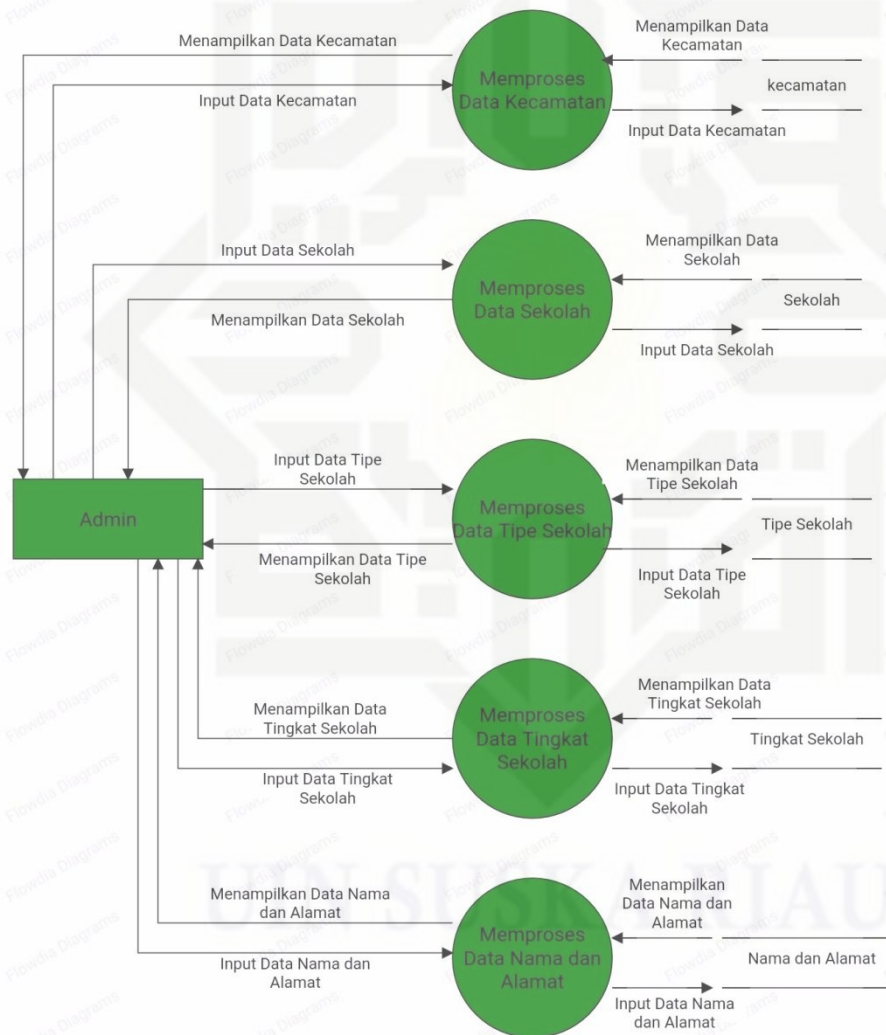 Menampilkan Data Kecamatan
Input Data Kecamatan
Memproses
Data Kecamatan
Menampilkan Data
Kecamatan
kecamatan
Input Data Kecamatan
Input Data Sekolah
Menampilkan Data Sekolah
Memproses
Data Sekolah
Menampilkan Data
Sekolah
Sekolah
Input Data Sekolah
Admin
Input Data Tipe
Sekolah
Menampilkan Data Tipe
Sekolah
Memproses
Data Tipe Sekolah
Menampilkan Data
Tipe Sekolah
Tipe Sekolah
Input Data Tipe
Sekolah
Menampilkan Data
Tingkat Sekolah
Input Data Tingkat
Sekolah
Memproses
Data Tingkat
Sekolah
Menampilkan Data
Tingkat Sekolah
Tingkat Sekolah
Input Data Tingkat
Sekolah
UIN SUSKA RIAU
Menampilkan Data Nama
dan Alamat
Input Data Nama dan
Alamat
Memproses
Data Nama dan
Alamat
Menampilkan
Data Nama dan
Alamat
Nama dan Alamat
Input Data Nama
dan Alamat
Flowdia Diagrams